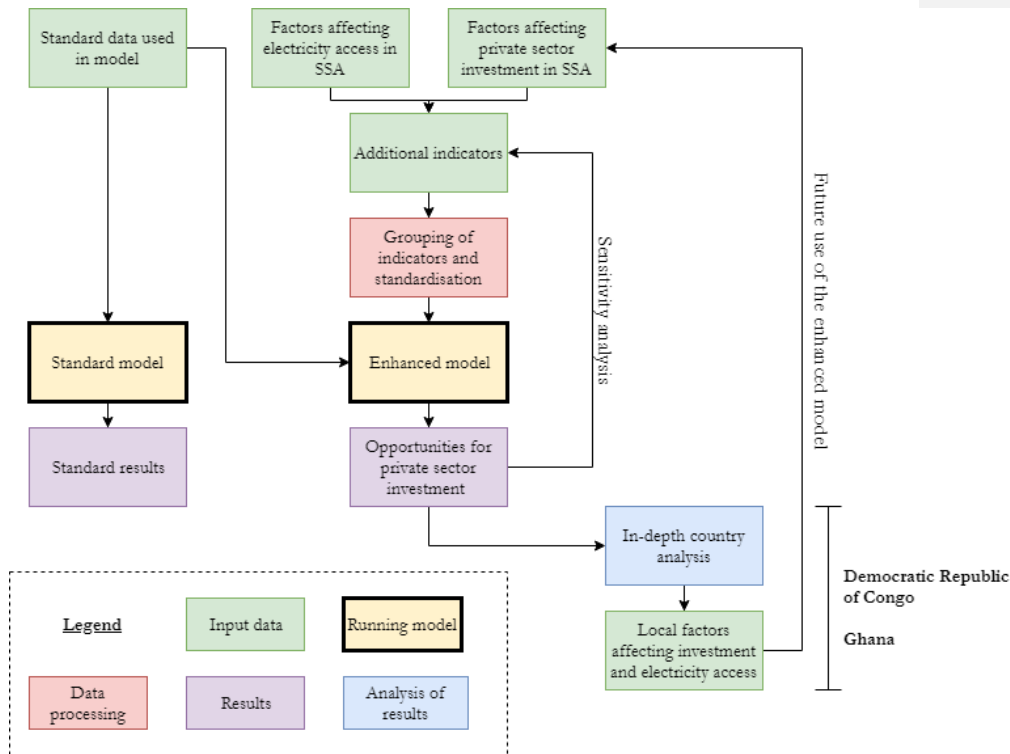 Standard data used
in model
Factors affecting
electricity access in
SSA
Factors affecting
private sector
investment in SSA
Additional indicators
Grouping of
indicators and
standardisation
Sensitivity analysis
Future use of the enhanced model
Standard model
Enhanced model
Standard results
Opportunities for
private sector
investment
In-depth country
analysis
Local factors
affecting investment
and electricity access
Democratic Republic
of Congo
Ghana
Legend
Input data
Running model
Data
processing
Results
Analysis of
results